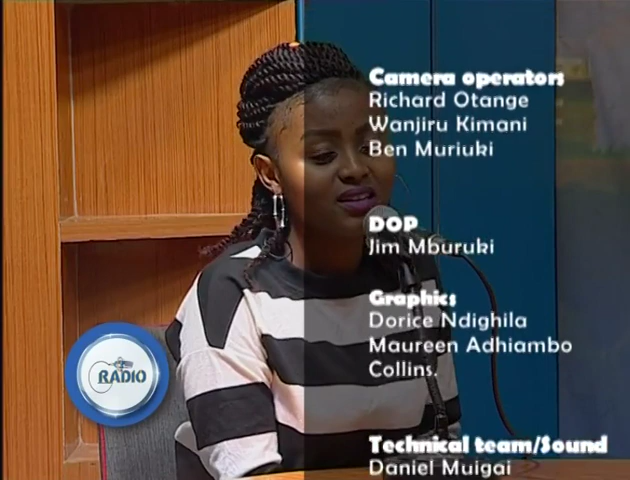 Camera operators
Richard Otange
Wanjiru Kimani
Ben Muriuki
DOP
Jim Mburuki
Graphics
Dorice Ndighila
Maureen Adhiambo
Collins.
RADIO
Technical team/Sound
Daniel Muigai